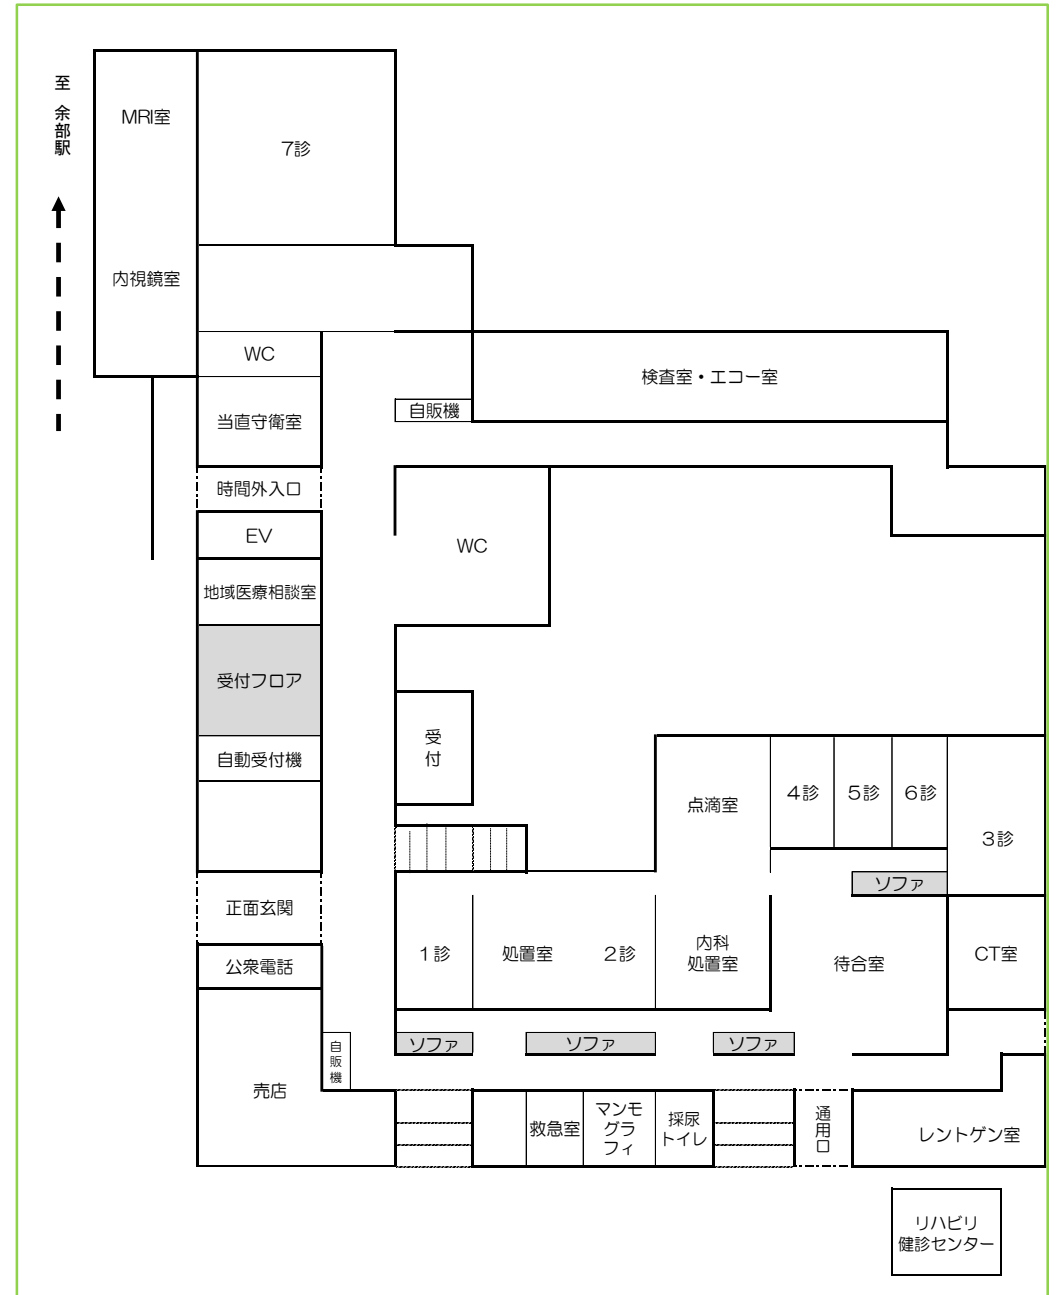 至 余部駅
MRI室
7診
内視鏡室
WC
検査室・エコー室
自販機
当直守衛室
時間外入口
EV
WC
地域医療相談室
受付フロア
受付
自動受付機
点滴室
4診
5診
6診
3診
ソファ
正面玄関
1診
処置室
2診
内科
処置室
待合室
CT室
公衆電話
ソファ
ソファ
ソファ
自販機
売店
救急室
マンモ
グラ
フィ
採尿
トイレ
通用口
レントゲン室
リハビリ
健診センター